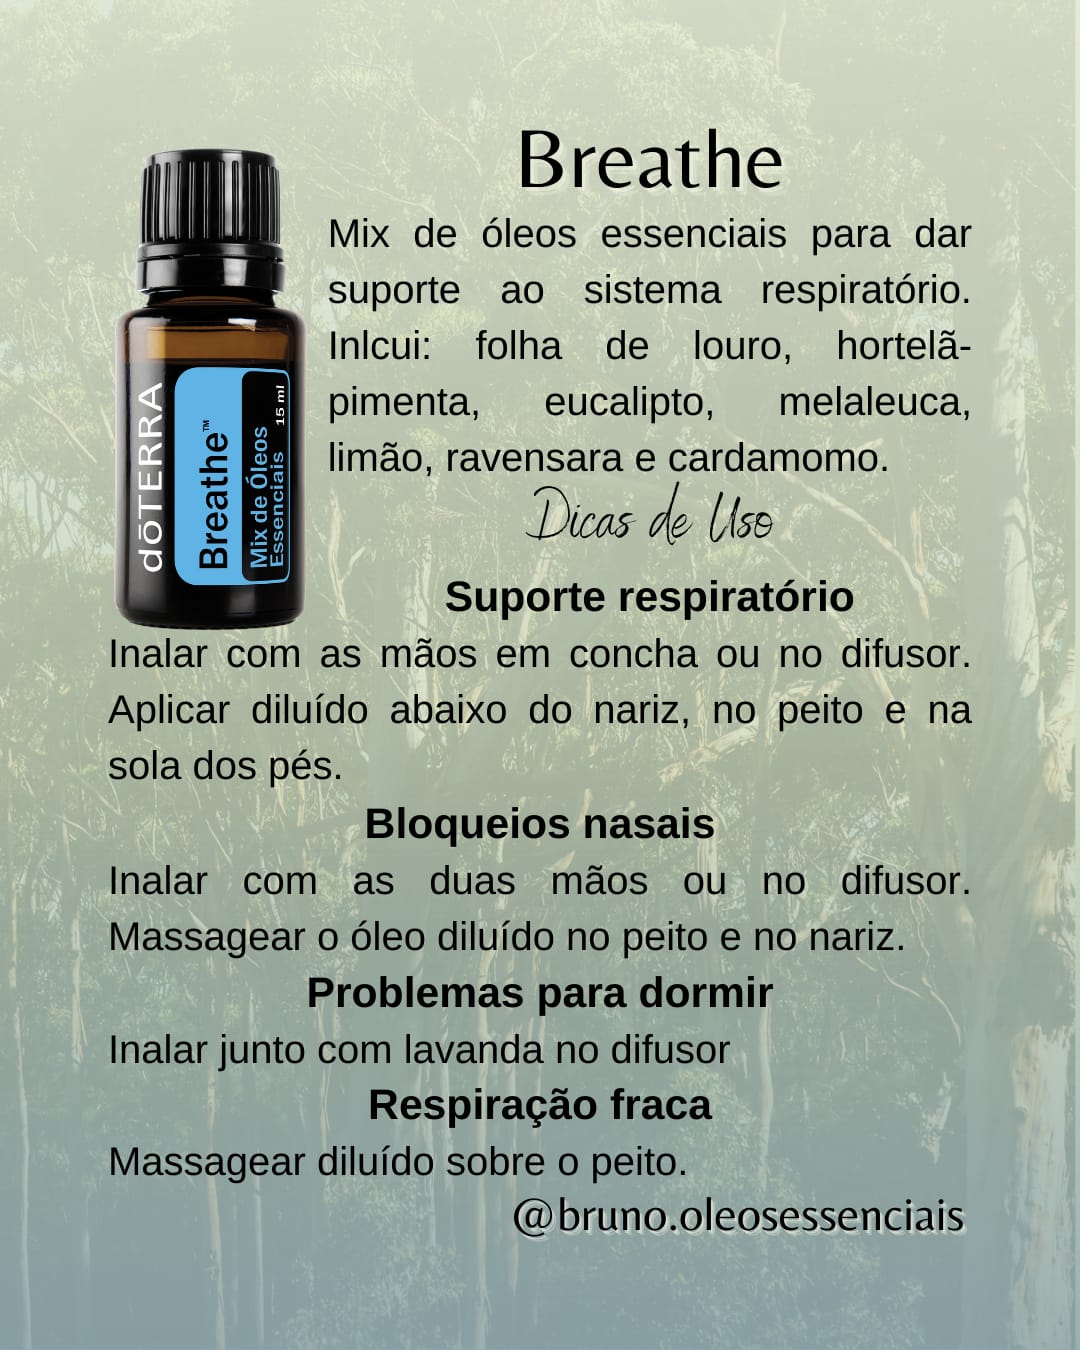 Breathe
Mix de óleos essenciais para dar
suporte ao sistema respiratório.
Inlcui: folha de louro, hortelã-
pimenta, eucalipto, melaleuca,
limão, ravensara e cardamomo.
dōTERRA
Breathe™
Mix de Óleos
Essenciais 15 ml
Dicas de Uso
Suporte respiratório
Inalar com as mãos em concha ou no difusor.
Aplicar diluído abaixo do nariz, no peito e na
sola dos pés.
Bloqueios nasais
Inalar com as duas mãos ou no difusor.
Massagear o óleo diluído no peito e no nariz.
Problemas para dormir
Inalar junto com lavanda no difusor
Respiração fraca
Massagear diluído sobre o peito.
@bruno.oleosessenciais